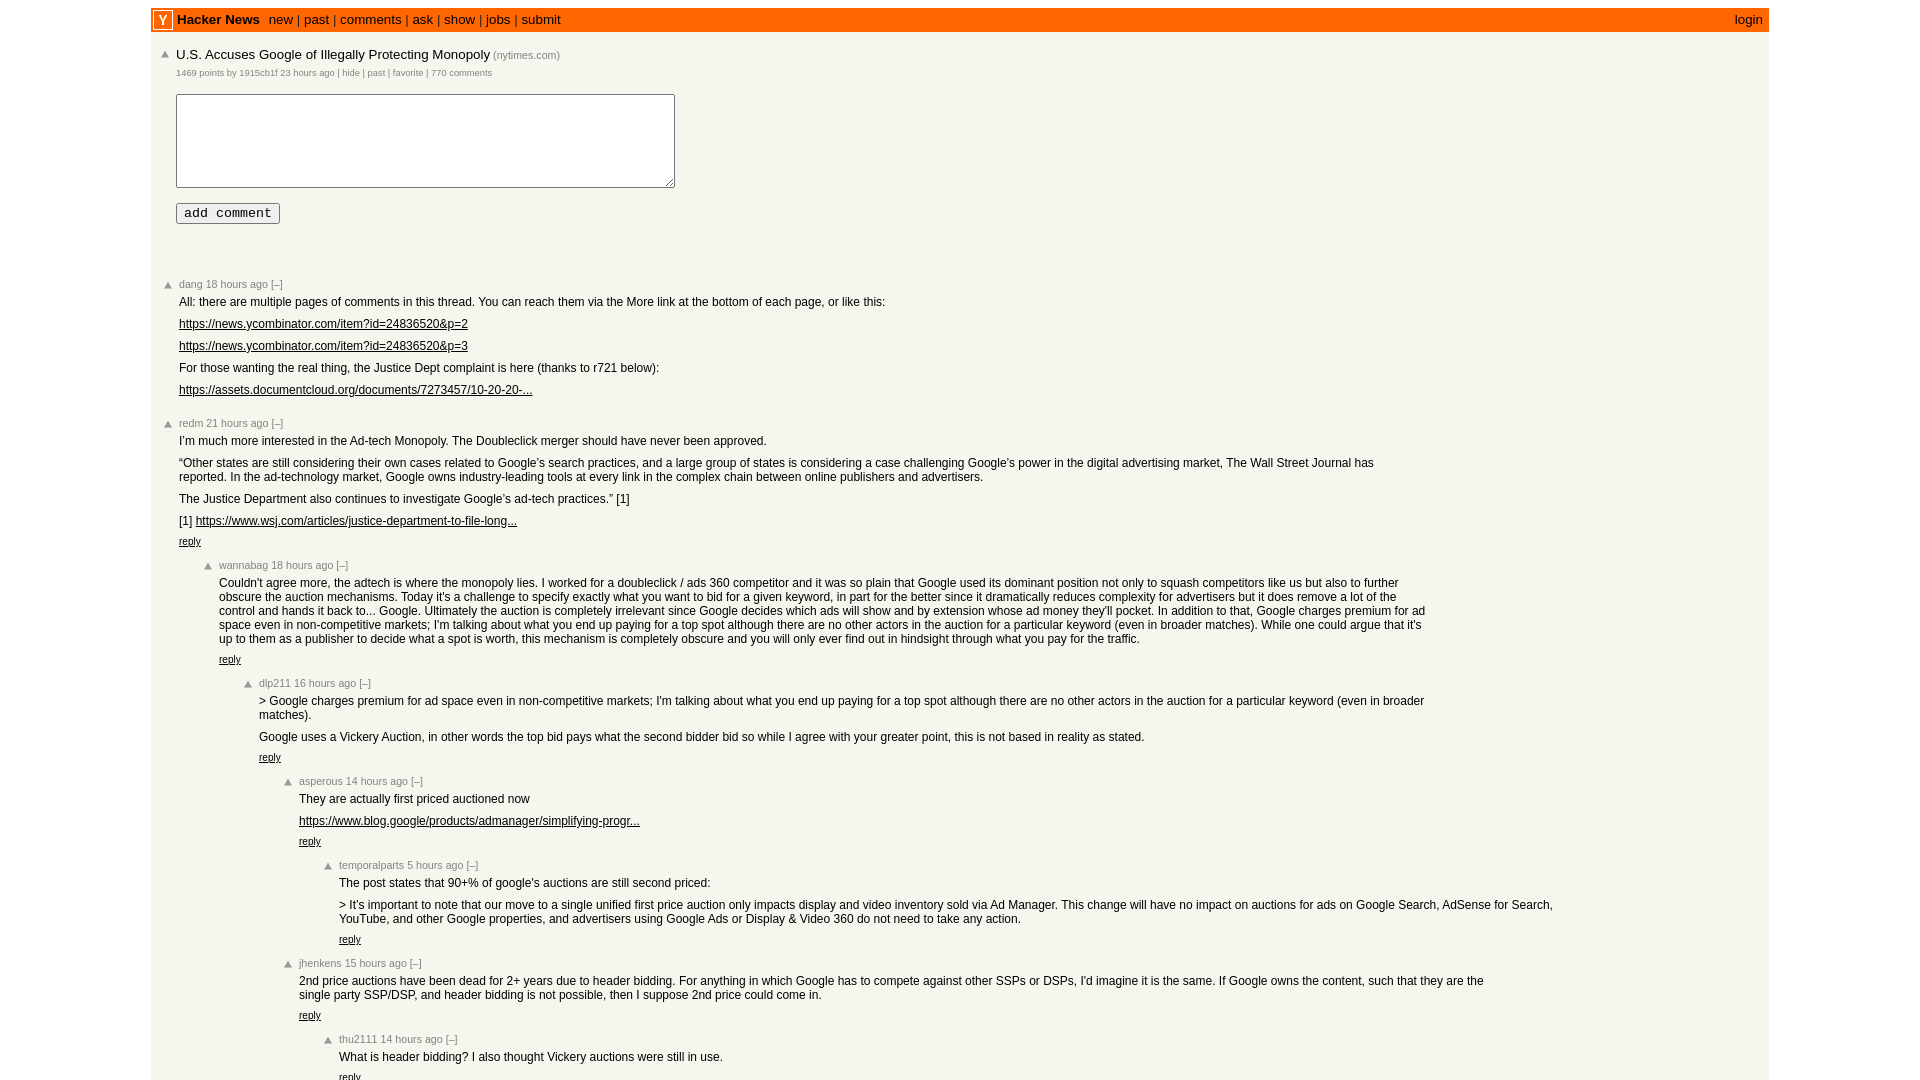 Y Hacker News new | past | comments | ask | show | jobs | submit login
U.S. Accuses Google of Illegally Protecting Monopoly (nytimes.com)
1469 points by 1915cb1f 23 hours ago | hide | past | favorite | 770 comments
add comment
dang 18 hours ago [–]
All: there are multiple pages of comments in this thread. You can reach them via the More link at the bottom of each page, or like this:
https://news.ycombinator.com/item?id=24836520&p=2
https://news.ycombinator.com/item?id=24836520&p=3
For those wanting the real thing, the Justice Dept complaint is here (thanks to r721 below):
https://assets.documentcloud.org/documents/7273457/10-20-20-...
redm 21 hours ago [–]
I’m much more interested in the Ad-tech Monopoly. The Doubleclick merger should have never been approved.
“Other states are still considering their own cases related to Google’s search practices, and a large group of states is considering a case challenging Google’s power in the digital advertising market, The Wall Street Journal has
reported. In the ad-technology market, Google owns industry-leading tools at every link in the complex chain between online publishers and advertisers.
The Justice Department also continues to investigate Google’s ad-tech practices.” [1]
[1] https://www.wsj.com/articles/justice-department-to-file-long...
reply
wannabag 18 hours ago [–]
Couldn't agree more, the adtech is where the monopoly lies. I worked for a doubleclick / ads 360 competitor and it was so plain that Google used its dominant position not only to squash competitors like us but also to further
obscure the auction mechanisms. Today it's a challenge to specify exactly what you want to bid for a given keyword, in part for the better since it dramatically reduces complexity for advertisers but it does remove a lot of the
control and hands it back to... Google. Ultimately the auction is completely irrelevant since Google decides which ads will show and by extension whose ad money they'll pocket. In addition to that, Google charges premium for ad
space even in non-competitive markets; I'm talking about what you end up paying for a top spot although there are no other actors in the auction for a particular keyword (even in broader matches). While one could argue that it's
up to them as a publisher to decide what a spot is worth, this mechanism is completely obscure and you will only ever find out in hindsight through what you pay for the traffic.
reply
dlp211 16 hours ago [–]
> Google charges premium for ad space even in non-competitive markets; I'm talking about what you end up paying for a top spot although there are no other actors in the auction for a particular keyword (even in broader
matches).
Google uses a Vickery Auction, in other words the top bid pays what the second bidder bid so while I agree with your greater point, this is not based in reality as stated.
reply
asperous 14 hours ago [–]
They are actually first priced auctioned now
https://www.blog.google/products/admanager/simplifying-progr...
reply
temporalparts 5 hours ago [–]
The post states that 90+% of google's auctions are still second priced:
> It’s important to note that our move to a single unified first price auction only impacts display and video inventory sold via Ad Manager. This change will have no impact on auctions for ads on Google Search, AdSense for Search,
YouTube, and other Google properties, and advertisers using Google Ads or Display & Video 360 do not need to take any action.
reply
jhenkens 15 hours ago [–]
2nd price auctions have been dead for 2+ years due to header bidding. For anything in which Google has to compete against other SSPs or DSPs, I'd imagine it is the same. If Google owns the content, such that they are the
single party SSP/DSP, and header bidding is not possible, then I suppose 2nd price could come in.
reply
thu2111 14 hours ago [–]
What is header bidding? I also thought Vickery auctions were still in use.
reply